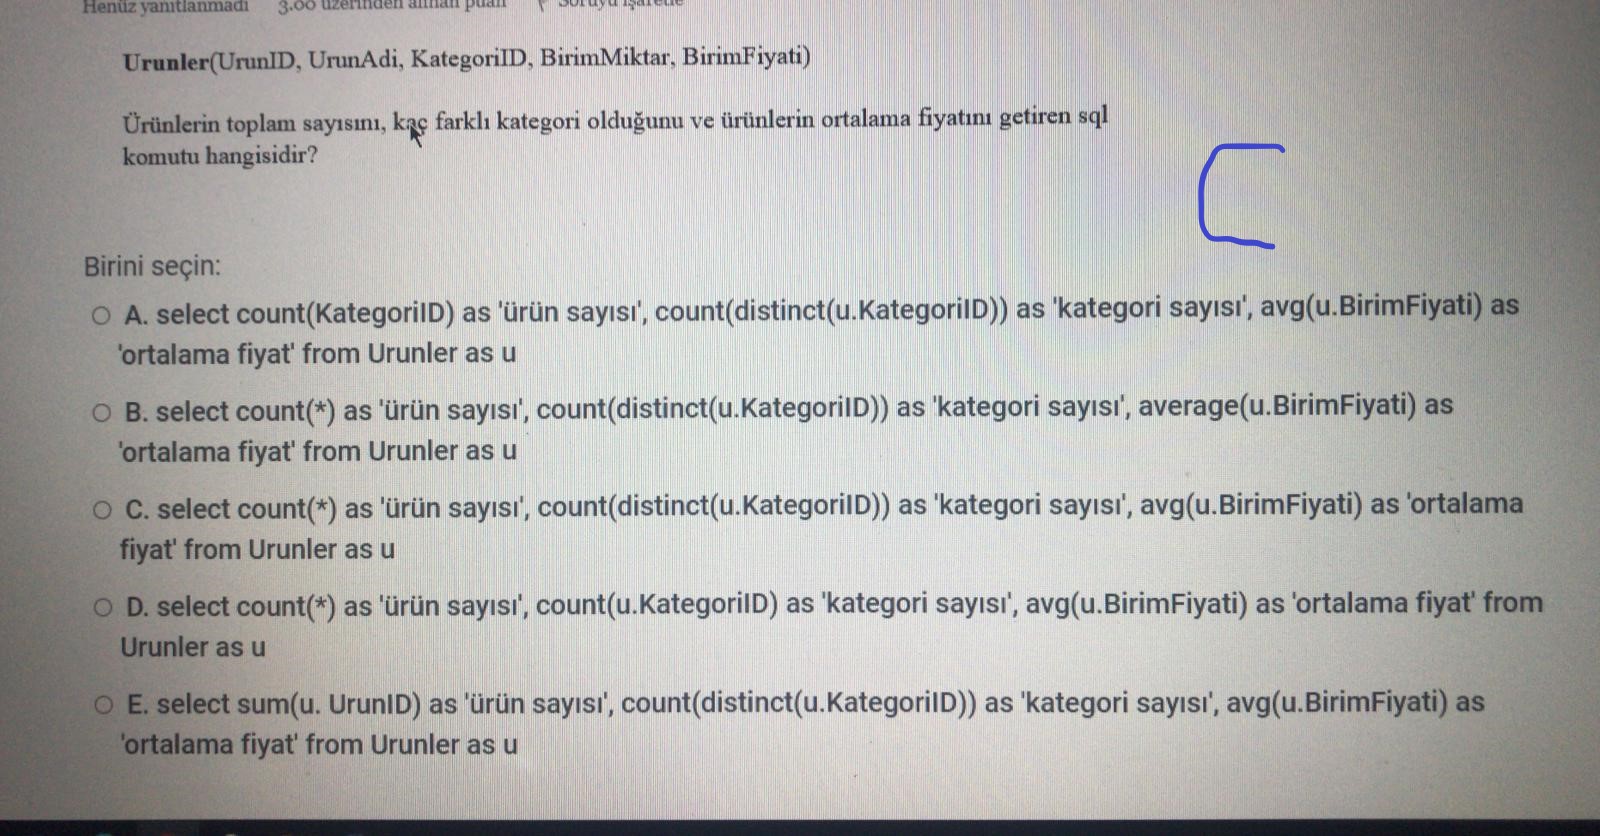 Henüz yanıtlanmadı 3.00 üzerinden alınan puan Soruyu işaretle
Urunler(UrunID, UrunAdi, KategoriID, BirimMiktar, BirimFiyati)
Ürünlerin toplam sayısını, kaç farklı kategori olduğunu ve ürünlerin ortalama fiyatını getiren sql
komutu hangisidir?
C
Birini seçin:
A. select count(KategoriID) as 'ürün sayısı', count(distinct(u.KategoriID)) as 'kategori sayısı', avg(u.BirimFiyati) as
'ortalama fiyat' from Urunler as u
B. select count(*) as 'ürün sayısı', count(distinct(u.KategoriID)) as 'kategori sayısı', average(u.BirimFiyati) as
'ortalama fiyat' from Urunler as u
C. select count(*) as 'ürün sayısı', count(distinct(u.KategoriID)) as 'kategori sayısı', avg(u.BirimFiyati) as 'ortalama
fiyat' from Urunler as u
D. select count(*) as 'ürün sayısı', count(u.KategoriID) as 'kategori sayısı', avg(u.BirimFiyati) as 'ortalama fiyat' from
Urunler as u
E. select sum(u. UrunID) as 'ürün sayısı', count(distinct(u.KategoriID)) as 'kategori sayısı', avg(u.BirimFiyati) as
'ortalama fiyat' from Urunler as u